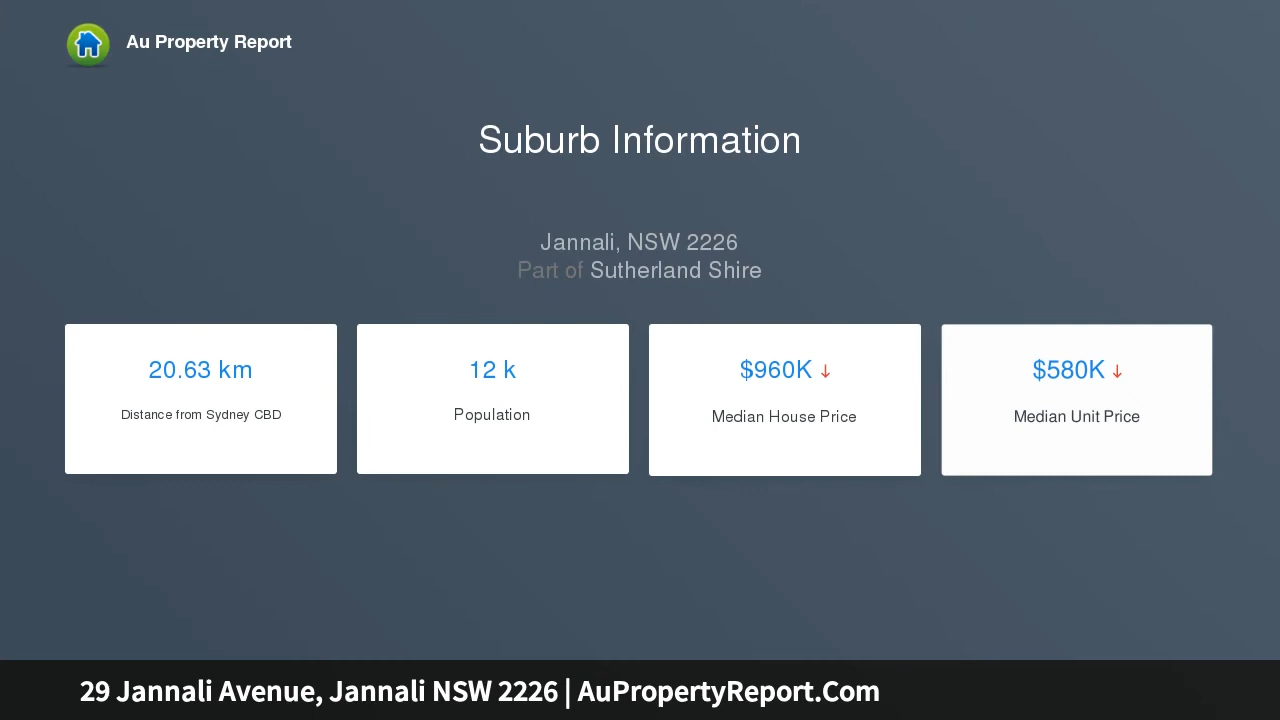 Au Property Report
Suburb Information
Jannali, NSW 2226
Part of Sutherland Shire
20.63 km
Distance from Sydney CBD
12 k
Population
$960K ↓
Median House Price
$580K ↓
Median Unit Price
29 Jannali Avenue, Jannali NSW 2226 | AuPropertyReport.Com